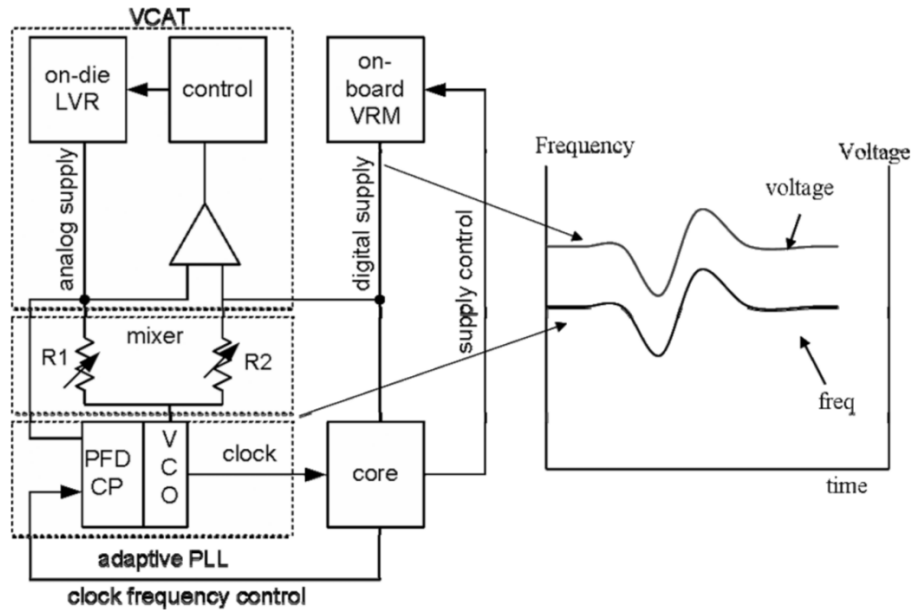 VCAT
on-die
LVR
control
on-
board
VRM
analog supply
digital supply
supply control
mixer
R1
R2
PFD
CP
V
C
O
clock
core
adaptive PLL
clock frequency control
Frequency
Voltage
voltage
freq
time